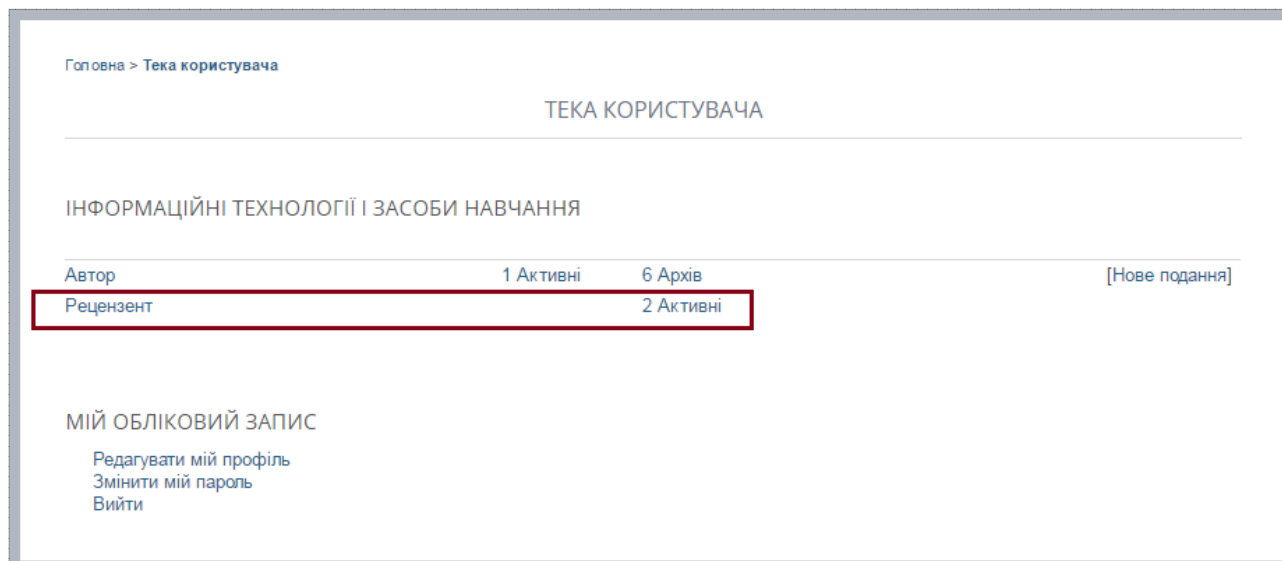 Головна > Тека користувача
ТЕКА КОРИСТУВАЧА
ІНФОРМАЦІЙНІ ТЕХНОЛОГІЇ І ЗАСОБИ НАВЧАННЯ
Автор 1 Активні 6 Архів [Нове подання]
Рецензент 2 Активні
МІЙ ОБЛІКОВИЙ ЗАПИС
Редагувати мій профіль
Змінити мій пароль
Вийти